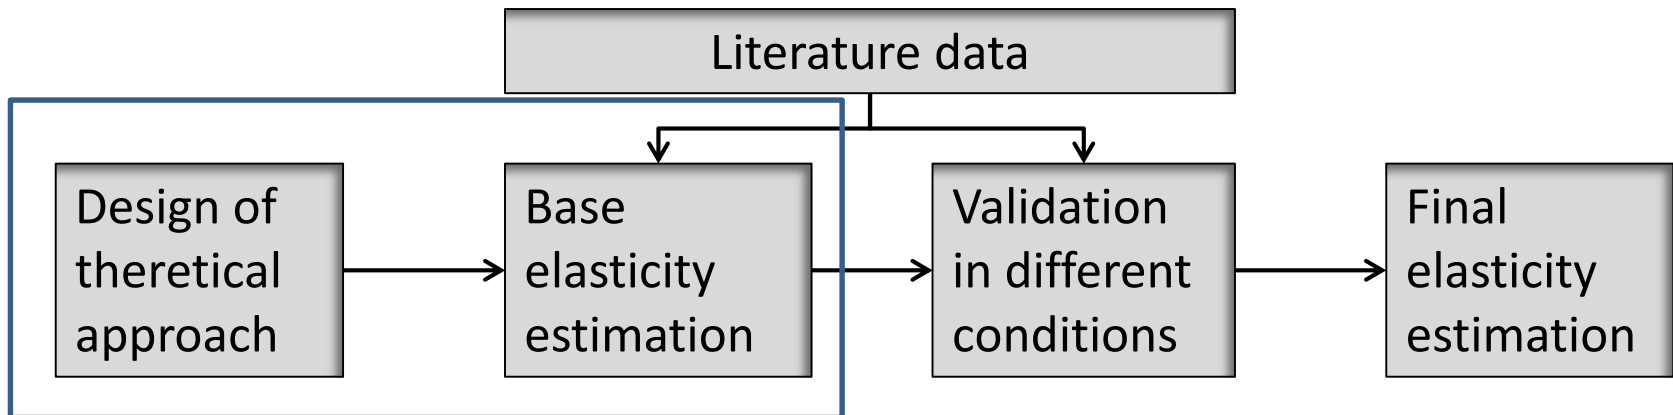 Literature data
Design of
theretical
approach
Base
elasticity
estimation
Validation
in different
conditions
Final
elasticity
estimation